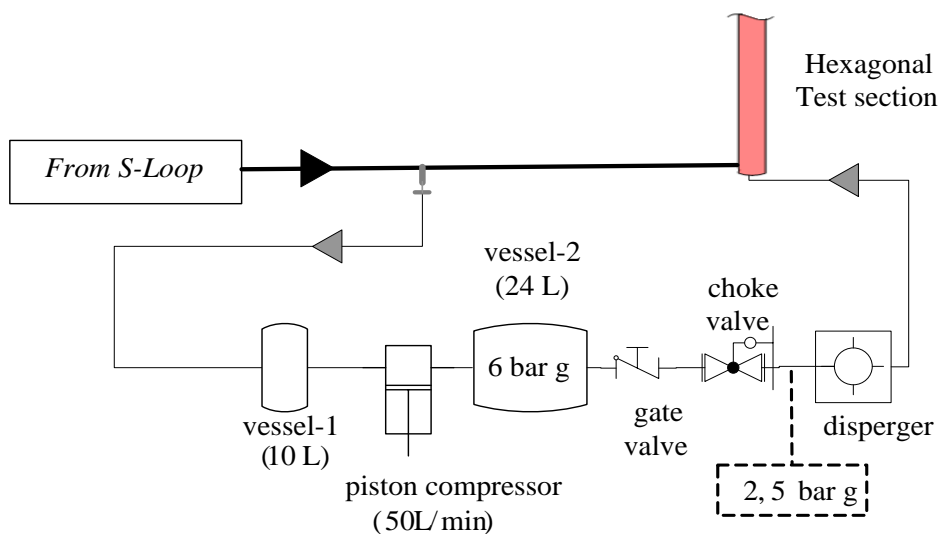 Hexagonal
Test section
From S-Loop
vessel-2
(24 L)
choke
valve
6 bar g
vessel-1
(10 L)
gate
valve
disperger
piston compressor
(50L/min)
2,5 bar g